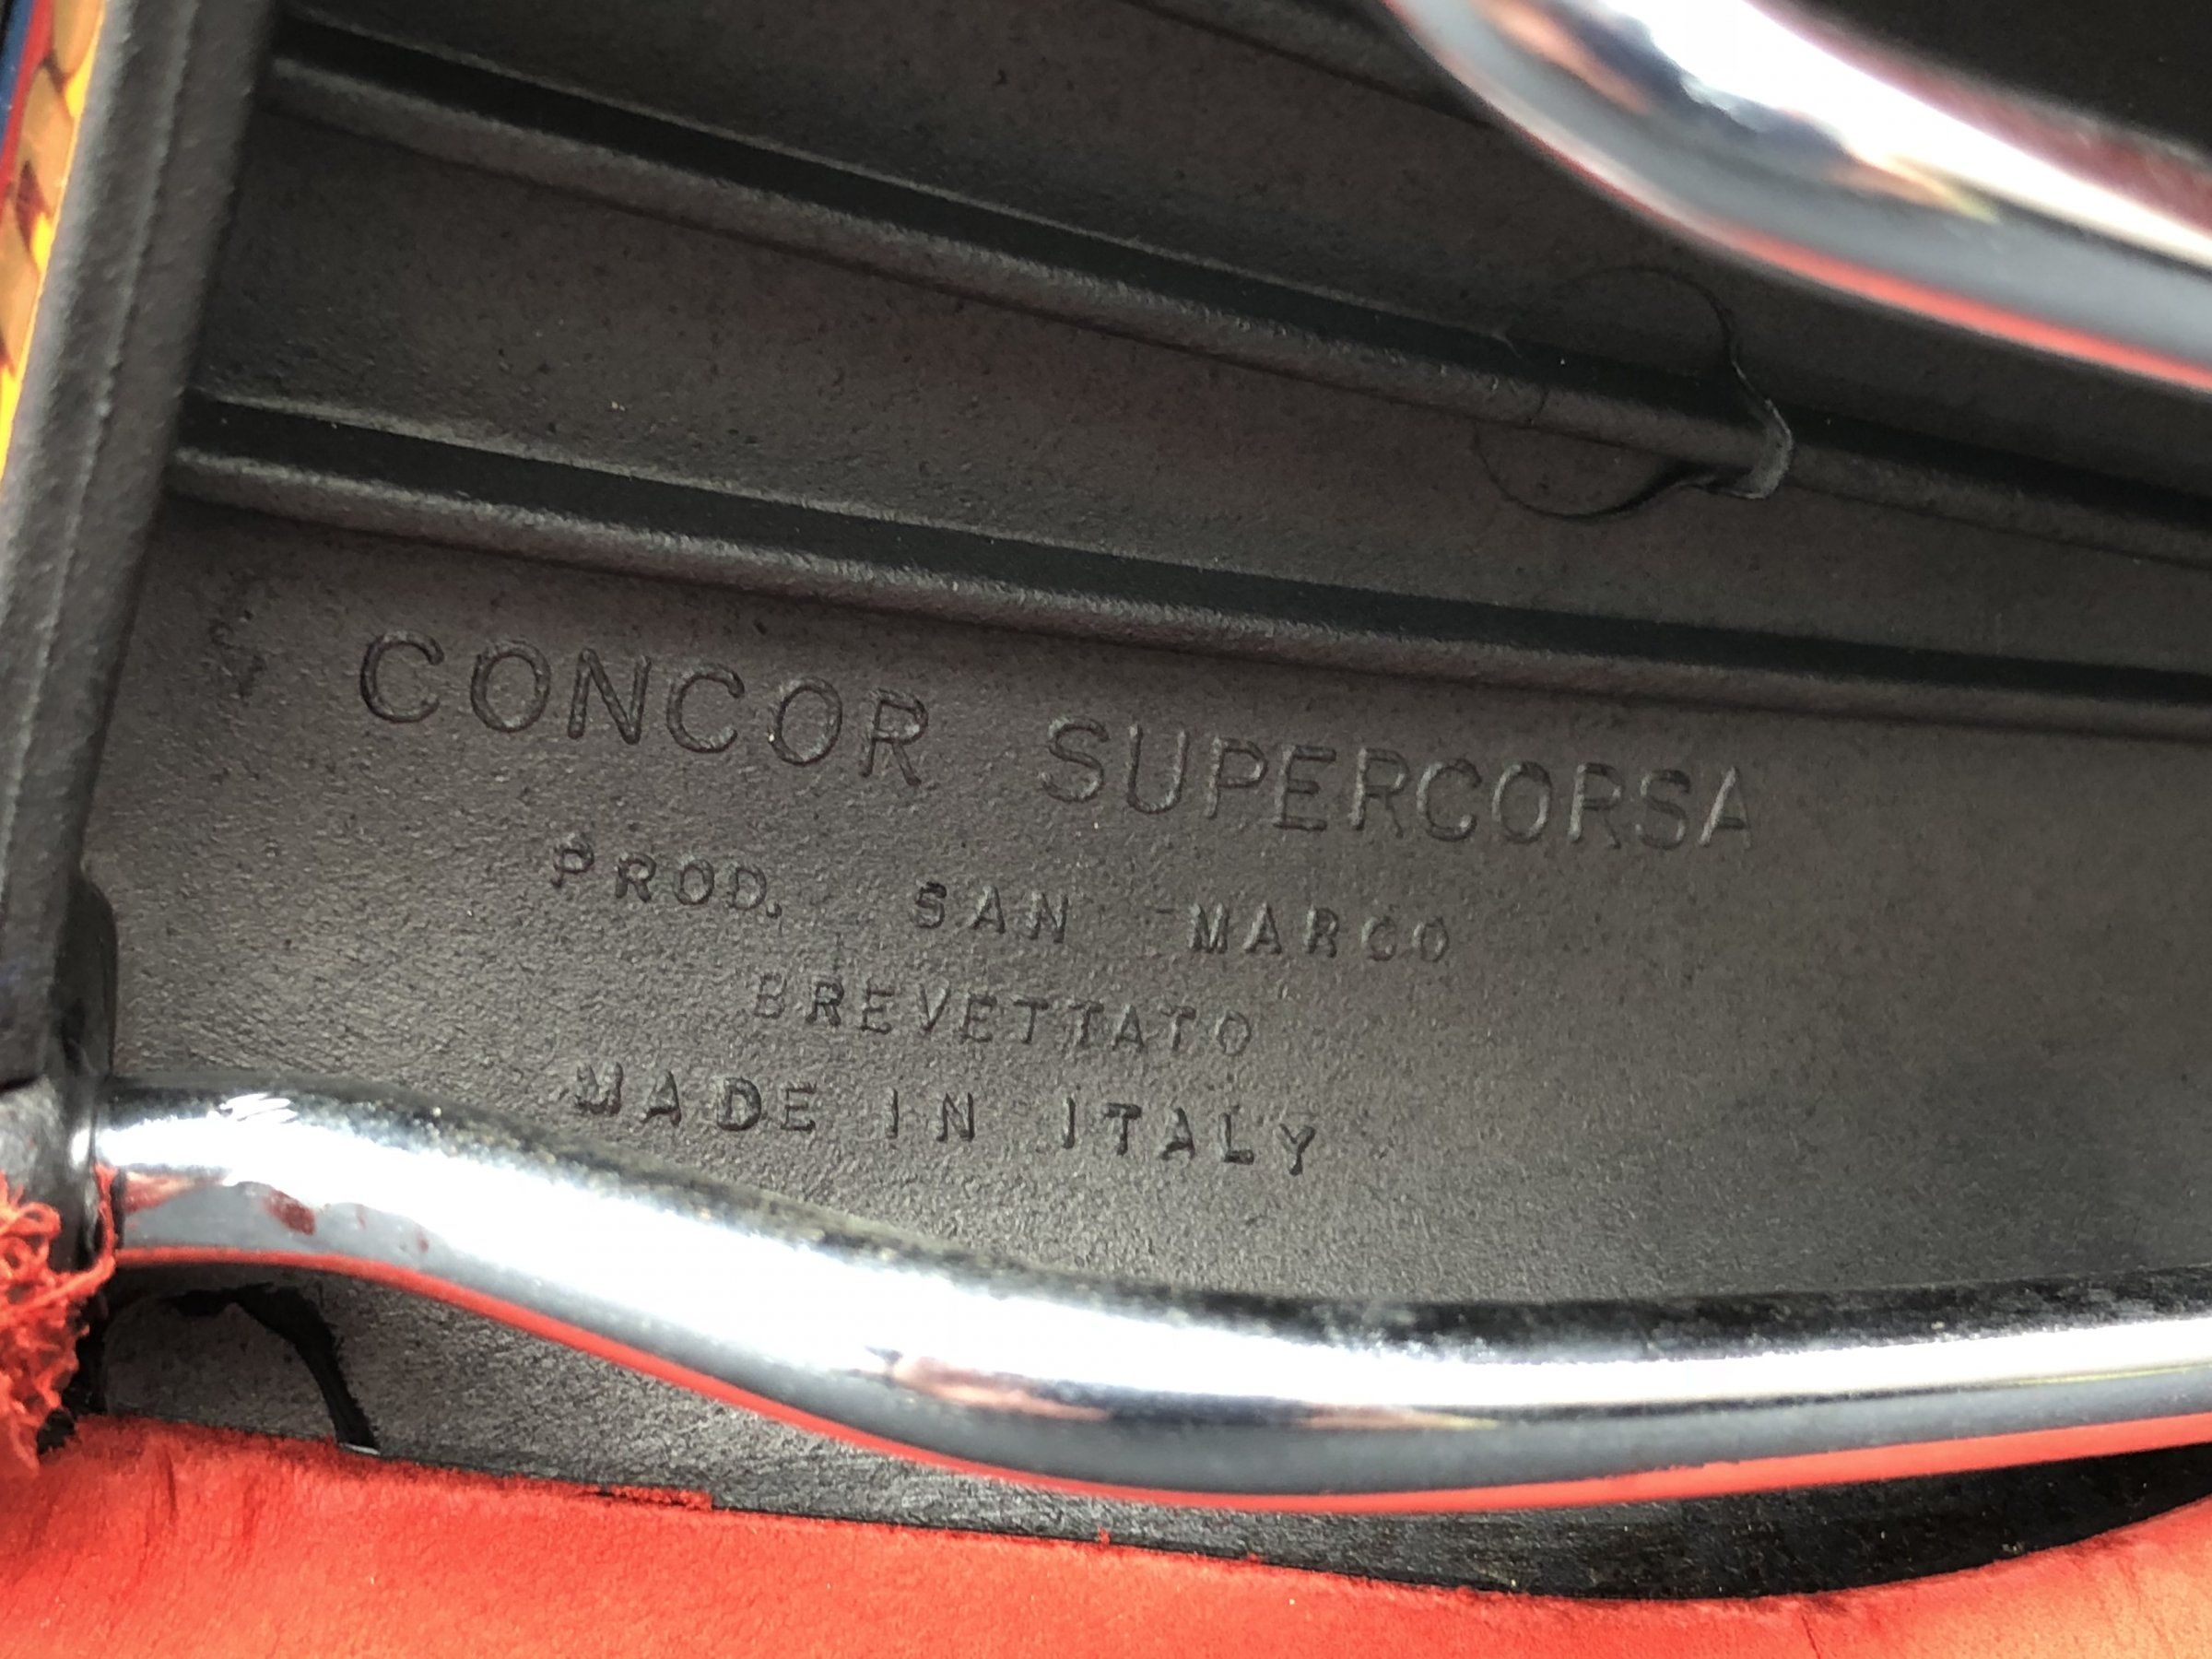 CONCOR SUPERCORSA
PROD. SAN MARCO
BREVETTATO
MADE IN ITALY